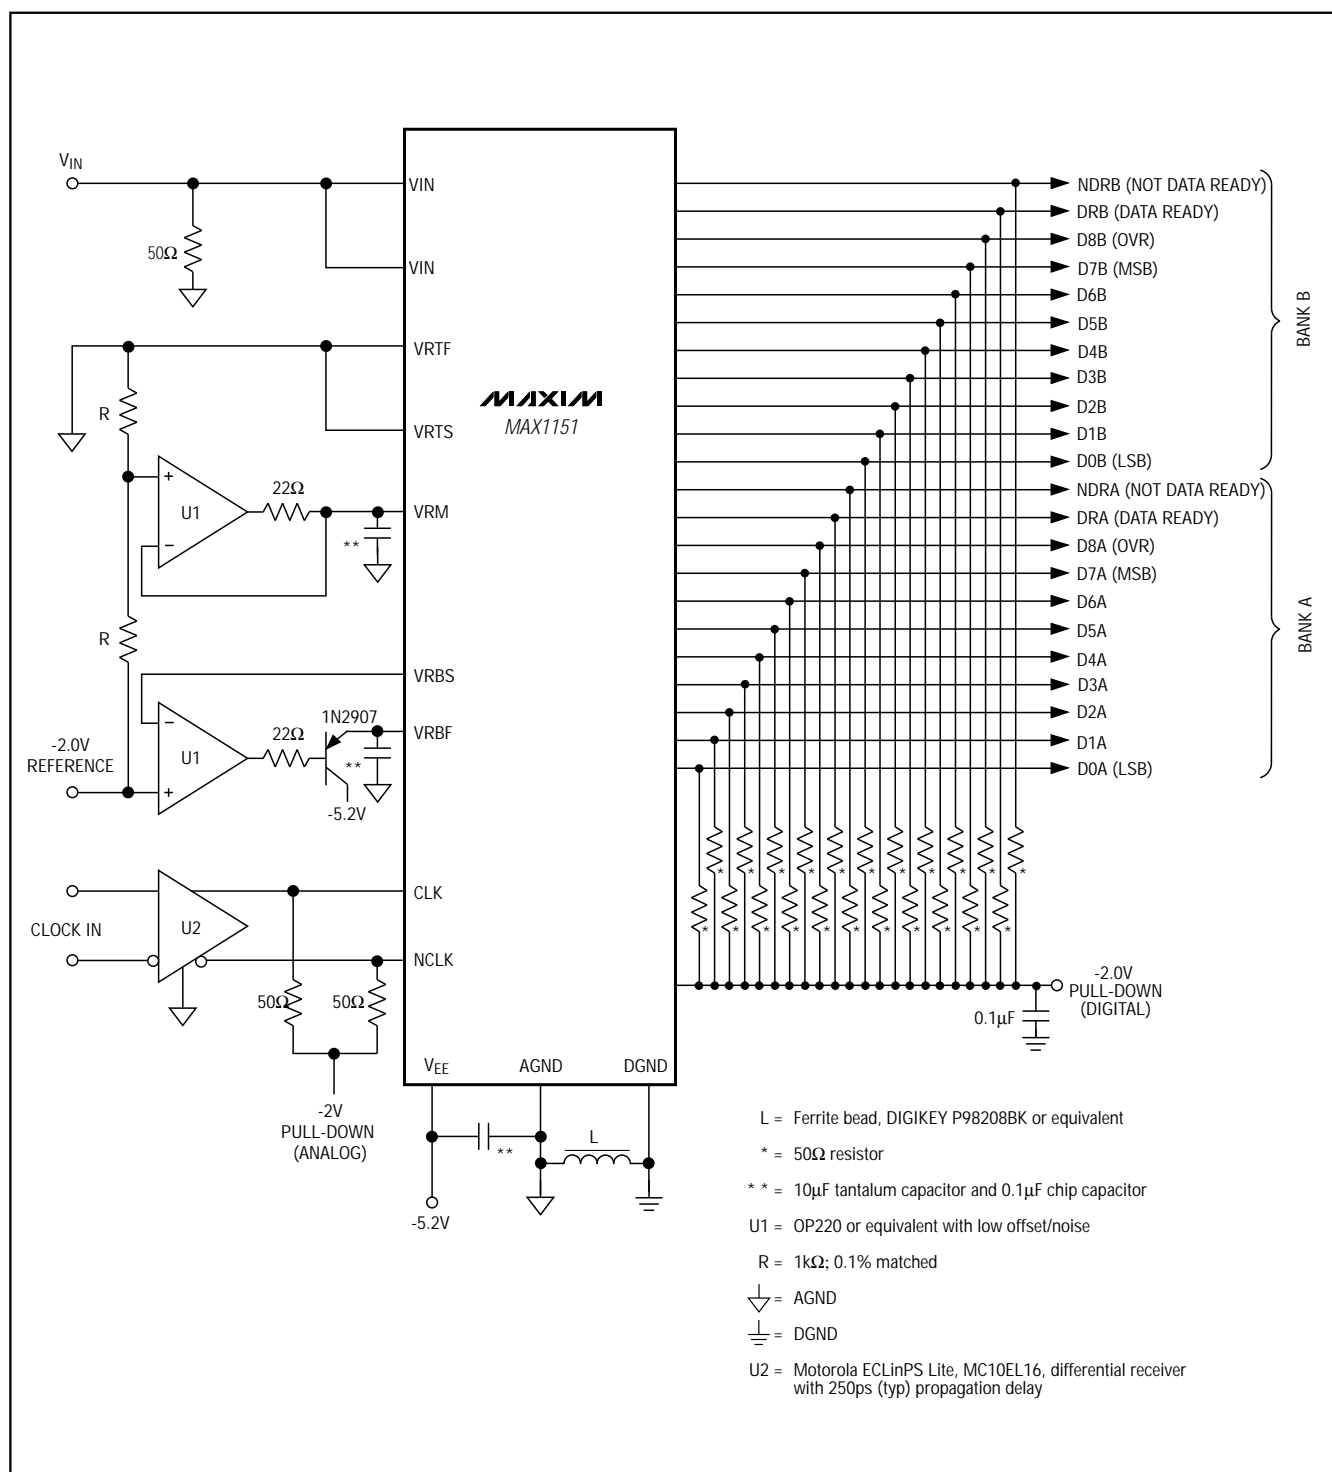 V_IN
VIN
50Ω
VIN
VRTF
R
VRTS
MAXIM
MAX1151
+
U1
−
22Ω
VRM
**
R
VRBS
VRBF
1N2907
22Ω
−
U1
+
**
-2.0V
REFERENCE
-5.2V
CLK
CLOCK IN
U2
NCLK
50Ω
50Ω
-2V
PULL-DOWN
(ANALOG)
V_EE
AGND
DGND
**
L
-5.2V
NDRB (NOT DATA READY)
DRB (DATA READY)
D8B (OVR)
D7B (MSB)
D6B
D5B
D4B
D3B
D2B
D1B
D0B (LSB)
BANK B
NDRA (NOT DATA READY)
DRA (DATA READY)
D8A (OVR)
D7A (MSB)
D6A
D5A
D4A
D3A
D2A
D1A
D0A (LSB)
BANK A
* * * * * * * * * * *
* * * * * * * * * * *
-2.0V
PULL-DOWN
(DIGITAL)
0.1µF
L = Ferrite bead, DIGIKEY P98208BK or equivalent
* = 50Ω resistor
* * = 10µF tantalum capacitor and 0.1µF chip capacitor
U1 = OP220 or equivalent with low offset/noise
R = 1kΩ; 0.1% matched
= AGND
= DGND
U2 = Motorola ECLinPS Lite, MC10EL16, differential receiver
with 250ps (typ) propagation delay